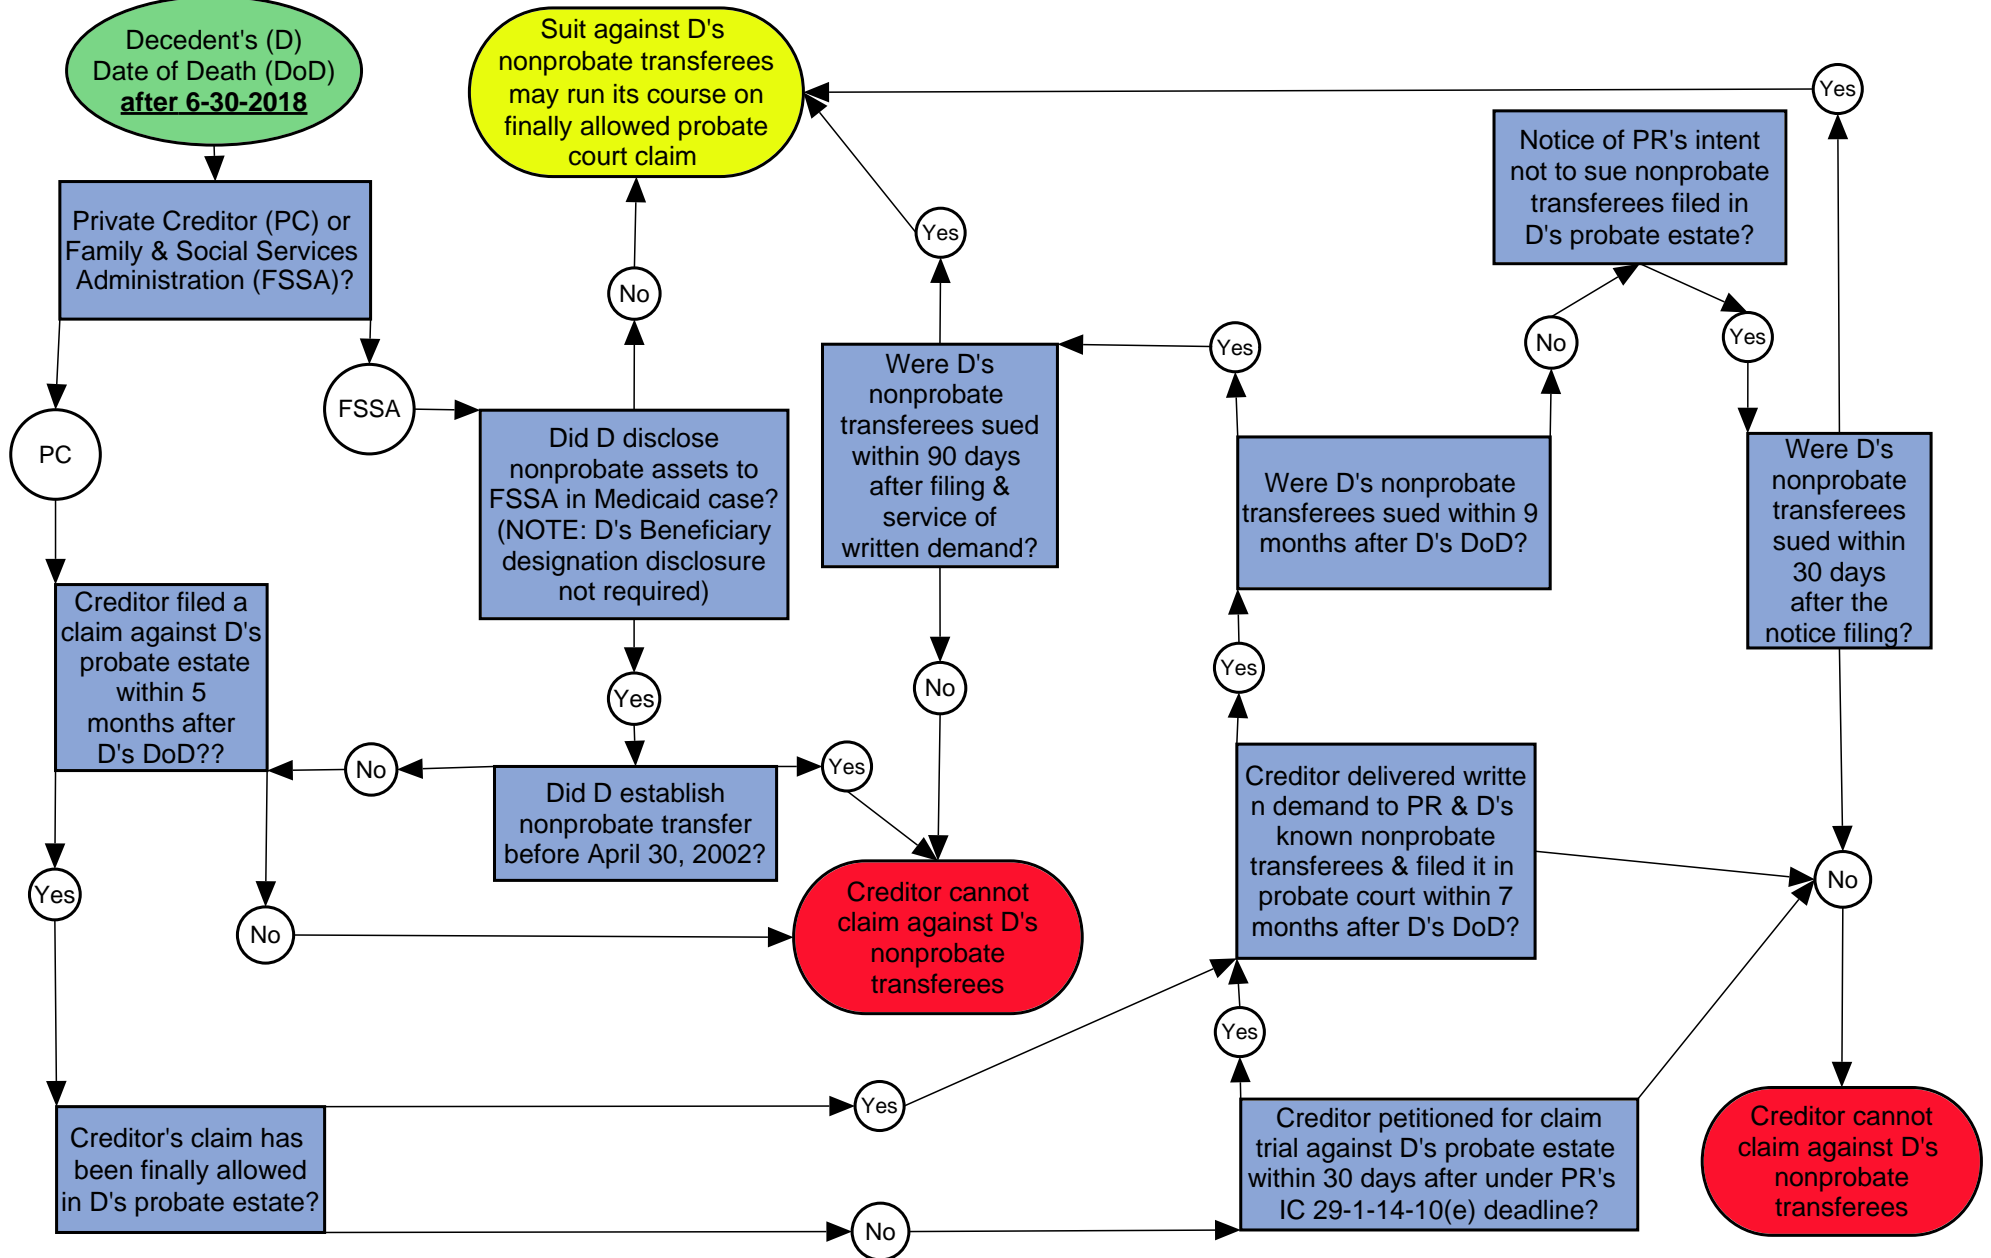 Decedent's (D)
Date of Death (DoD)
after 6-30-2018
Suit against D's
nonprobate transferees
may run its course on
finally allowed probate
court claim
Yes
Notice of PR's intent
not to sue nonprobate
transferees filed in
D's probate estate?
Private Creditor (PC) or
Family & Social Services
Administration (FSSA)?
Yes
No
Yes
No
Yes
FSSA
PC
Did D disclose
nonprobate assets to
FSSA in Medicaid case?
(NOTE: D's Beneficiary
designation disclosure
not required)
Were D's
nonprobate
transferees sued
within 90 days
after filing &
service of
written demand?
Were D's nonprobate
transferees sued within 9
months after D's DoD?
Were D's
nonprobate
transferees
sued within
30 days
after the
notice filing?
Creditor filed a
claim against D's
probate estate
within 5
months after
D's DoD??
Yes
No
Yes
No
Yes
Did D establish
nonprobate transfer
before April 30, 2002?
Creditor delivered writte
n demand to PR & D's
known nonprobate
transferees & filed it in
probate court within 7
months after D's DoD?
No
Yes
No
Creditor cannot
claim against D's
nonprobate
transferees
Yes
Yes
Creditor's claim has
been finally allowed
in D's probate estate?
No
Creditor petitioned for claim
trial against D's probate estate
within 30 days after under PR's
IC 29-1-14-10(e) deadline?
Creditor cannot
claim against D's
nonprobate
transferees